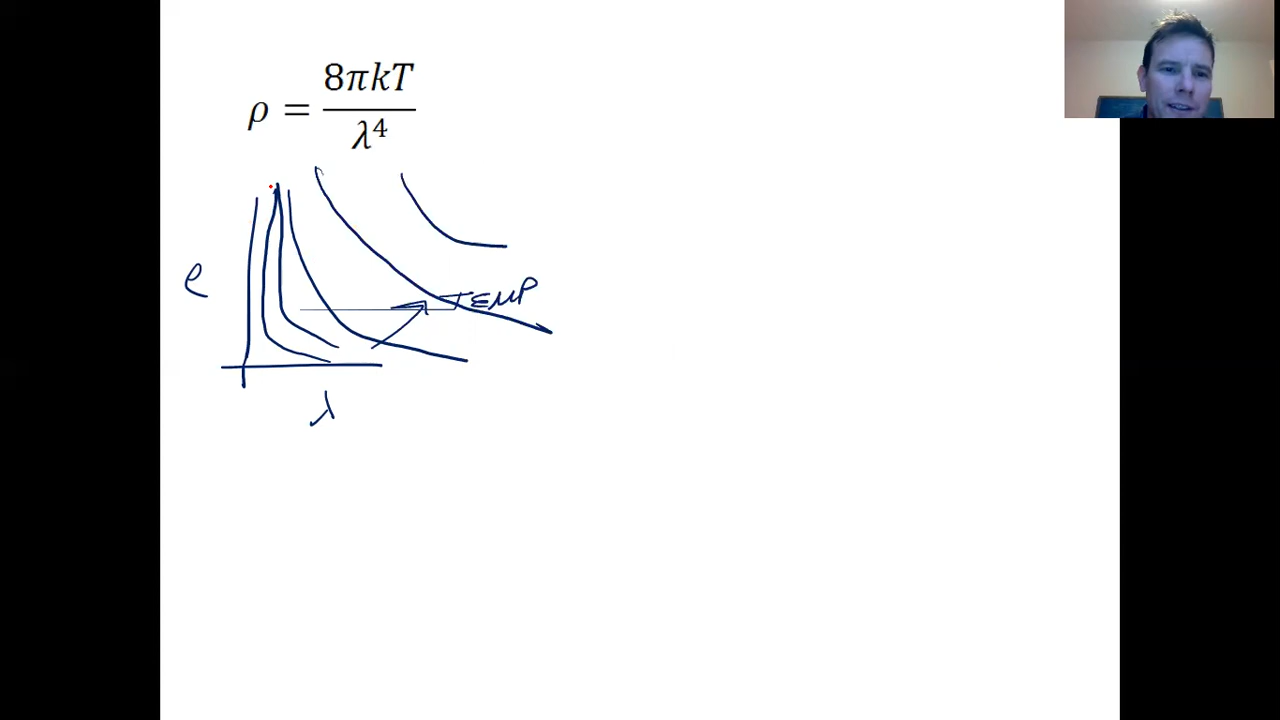 ρ = 8πkT / λ⁴
ρ
TEMP
λ